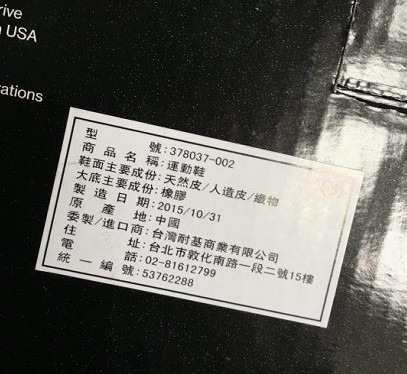 rive
USA
ations
型 號:378037-002
商品名稱:運動鞋
鞋面主要成份:天然皮/人造皮/織物
大底主要成份:橡膠
製造日期:2015/10/31
原產地:中國
委製/進口商:台灣耐基商業有限公司
住 址:台北市敦化南路一段二號15樓
電 話:02-81612799
統一編號:53762288